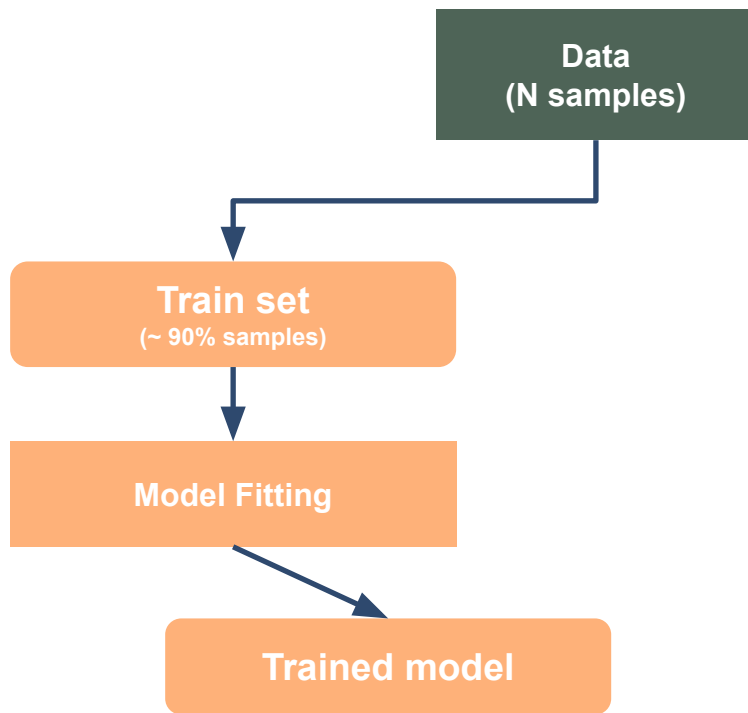 Data
(N samples)
Train set
(~ 90% samples)
Model Fitting
Trained model